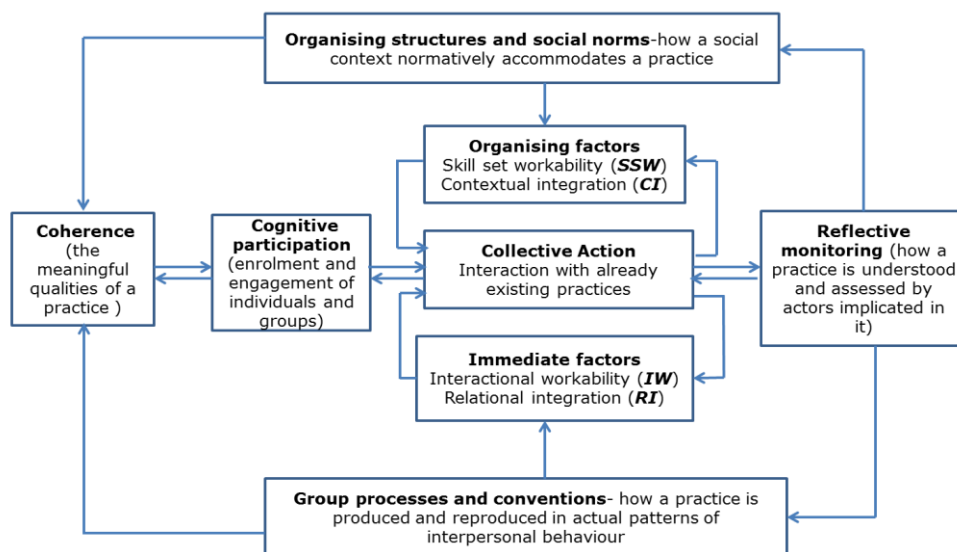 Organising structures and social norms-how a social
context normatively accommodates a practice
Organising factors
Skill set workability (SSW)
Contextual integration (CI)
Coherence
(the
meaningful
qualities of a
practice )
Cognitive
participation
(enrolment and
engagement of
individuals and
groups)
Collective Action
Interaction with already
existing practices
Reflective
monitoring (how
a practice is
understood
and assessed by
actors implicated in
it)
Immediate factors
Interactional workability (IW)
Relational integration (RI)
Group processes and conventions- how a practice is
produced and reproduced in actual patterns of
interpersonal behaviour